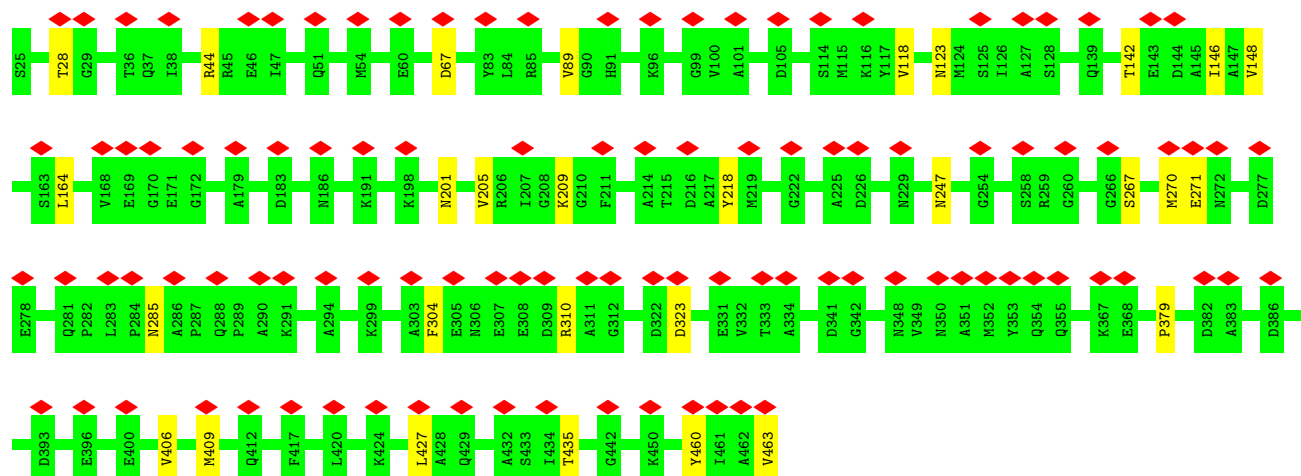 S25 T28 G29 T36 Q37 I38 R44 R45 E46 I47 Q51 M54 E60 D67 Y83 L84 R85 V89 G90 H91 K96 G99 V100 A101 D105 S114 M115 K116 Y117 V118 N123 M124 S125 I126 A127 S128 Q139 T142 E143 D144 A145 I146 A147 V148
S163 L164 V168 E169 G170 E171 G172 A179 D183 N186 K191 K198 N201 V205 R206 I207 G208 K209 G210 F211 A214 T215 D216 A217 Y218 M219 G222 A225 D226 N229 N247 G254 S258 R259 G260 G266 S267 M270 E271 N272 D277
E278 Q281 P282 L283 P284 N285 A286 P287 Q288 P289 A290 K291 A294 K299 A303 F304 E305 N306 E307 E308 D309 R310 A311 G312 D322 D323 E331 V332 T333 A334 D341 G342 N348 V349 N350 A351 M352 Y353 Q354 Q355 K367 E368 P379 D382 A383 D386
D393 E396 E400 V406 M409 Q412 F417 L420 K424 L427 A428 Q429 A432 S433 I434 T435 G442 K450 Y460 I461 A462 V463